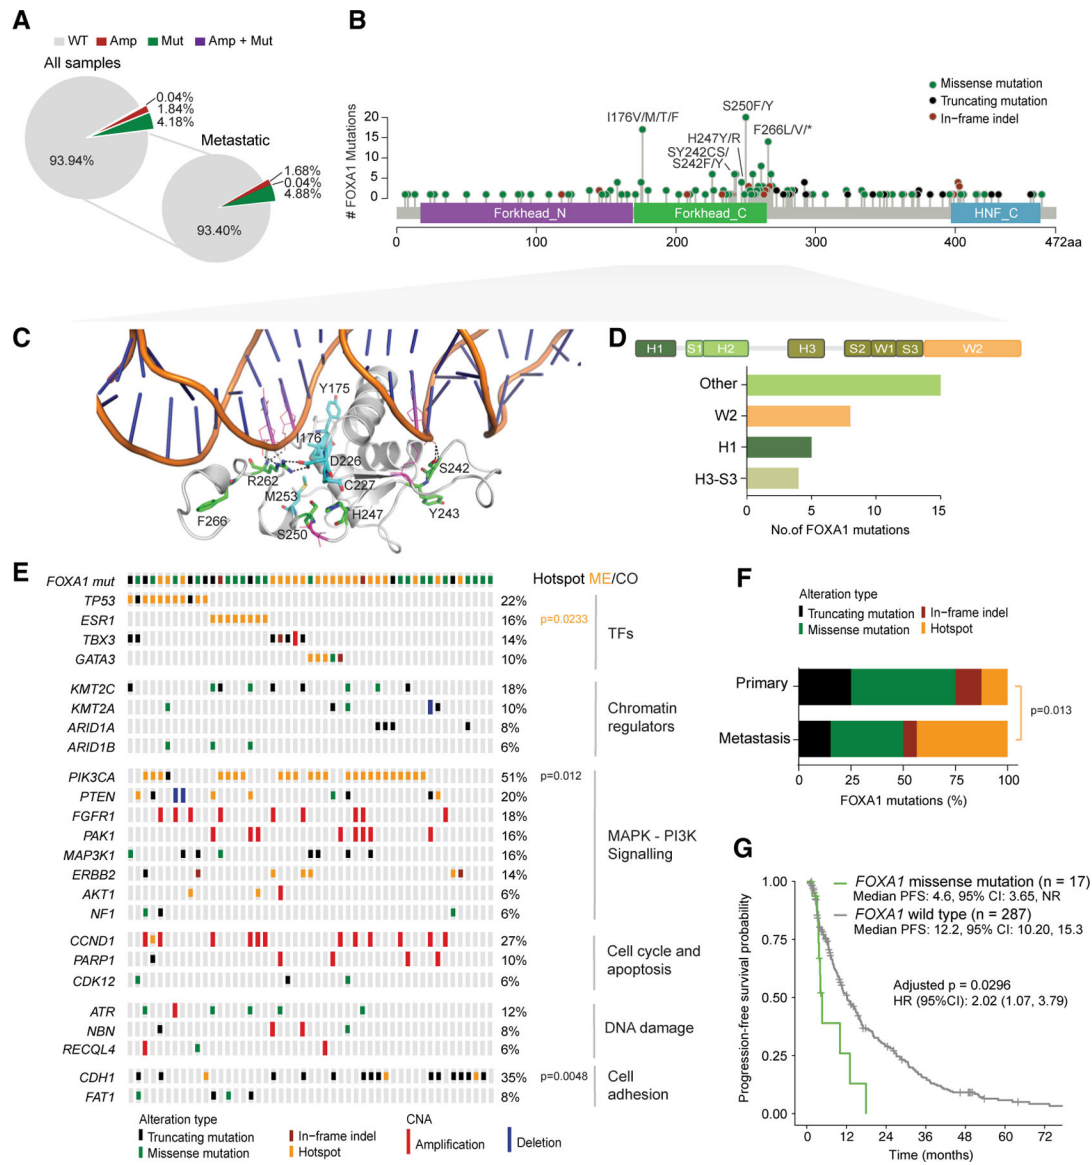 A
WT Amp Mut Amp + Mut
All samples
0.04%
1.84%
4.18%
93.94%
Metastatic
1.68%
0.04%
4.88%
93.40%
B
Missense mutation
Truncating mutation
In−frame indel
# FOXA1 Mutations
20
15
10
5
0
I176V/M/T/F
S250F/Y
H247Y/R
F266L/V/*
SY242CS/
S242F/Y
Forkhead_N
Forkhead_C
HNF_C
0 100 200 300 400 472aa
C
Y175
I176
D226
R262
C227
M253
S242
F266
S250
H247
Y243
D
H1 S1 H2 H3 S2 W1 S3 W2
Other
W2
H1
H3-S3
0 5 10 15
No.of FOXA1 mutations
E
FOXA1 mut
Hotspot ME/CO
TP53 22%
ESR1 16% p=0.0233
TBX3 14%
GATA3 10%
TFs
KMT2C 18%
KMT2A 10%
ARID1A 8%
ARID1B 6%
Chromatin
regulators
PIK3CA 51% p=0.012
PTEN 20%
FGFR1 18%
PAK1 16%
MAP3K1 16%
ERBB2 14%
AKT1 6%
NF1 6%
MAPK - PI3K
Signalling
CCND1 27%
PARP1 10%
CDK12 6%
Cell cycle and
apoptosis
ATR 12%
NBN 8%
RECQL4 6%
DNA damage
CDH1 35% p=0.0048
FAT1 8%
Cell
adhesion
Alteration type
Truncating mutation
Missense mutation
In−frame indel
Hotspot
CNA
Amplification
Deletion
F
Alteration type
Truncating mutation
Missense mutation
In−frame indel
Hotspot
Primary
Metastasis
p=0.013
0 25 50 75 100
FOXA1 mutations (%)
G
FOXA1 missense mutation (n = 17)
Median PFS: 4.6, 95% CI: 3.65, NR
FOXA1 wild type (n = 287)
Median PFS: 12.2, 95% CI: 10.20, 15.3
Adjusted p = 0.0296
HR (95%CI): 2.02 (1.07, 3.79)
Progression-free survival probability
1.00
0.75
0.50
0.25
0.00
0 12 24 36 48 60 72
Time (months)